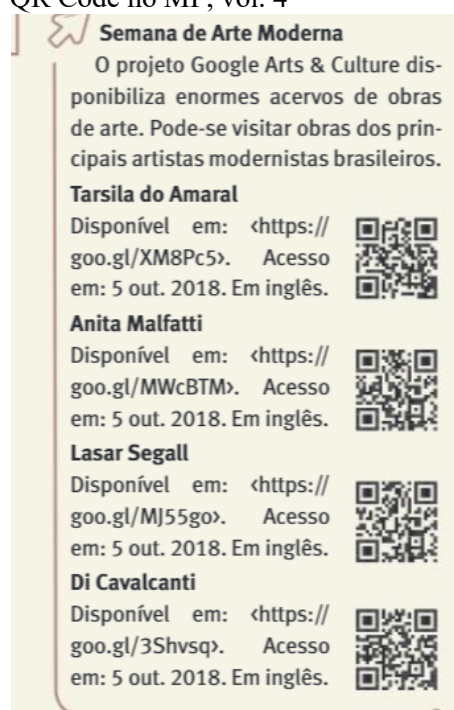 QR Code no MP, vol. 4
Semana de Arte Moderna
O projeto Google Arts & Culture dis-
ponibiliza enormes acervos de obras
de arte. Pode-se visitar obras dos prin-
cipais artistas modernistas brasileiros.
Tarsila do Amaral
Disponível em: ‹https://
goo.gl/XM8Pc5›. Acesso
em: 5 out. 2018. Em inglês.
Anita Malfatti
Disponível em: ‹https://
goo.gl/MWcBTM›. Acesso
em: 5 out. 2018. Em inglês.
Lasar Segall
Disponível em: ‹https://
goo.gl/MJ55go›. Acesso
em: 5 out. 2018. Em inglês.
Di Cavalcanti
Disponível em: ‹https://
goo.gl/3Shvsq›. Acesso
em: 5 out. 2018. Em inglês.